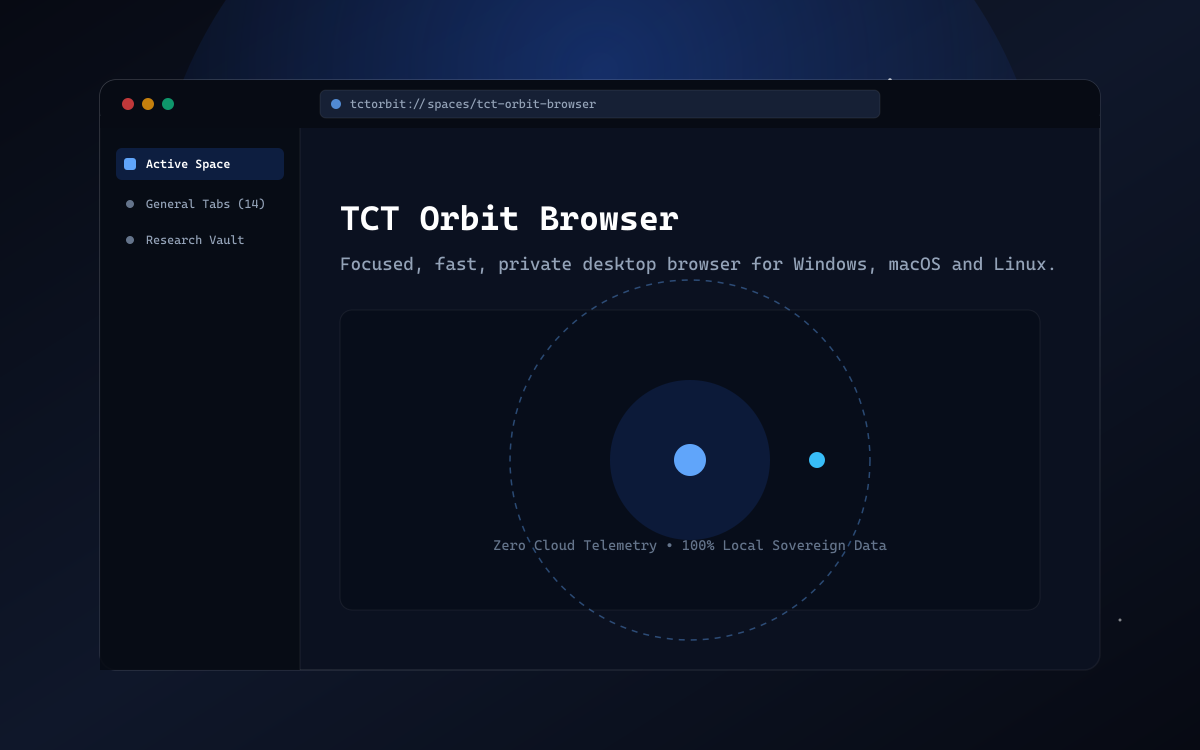 tctorbit://spaces/tct-orbit-browser
Active Space
General Tabs (14)
Research Vault
TCT Orbit Browser
Focused, fast, private desktop browser for Windows, macOS and Linux.
Zero Cloud Telemetry • 100% Local Sovereign Data